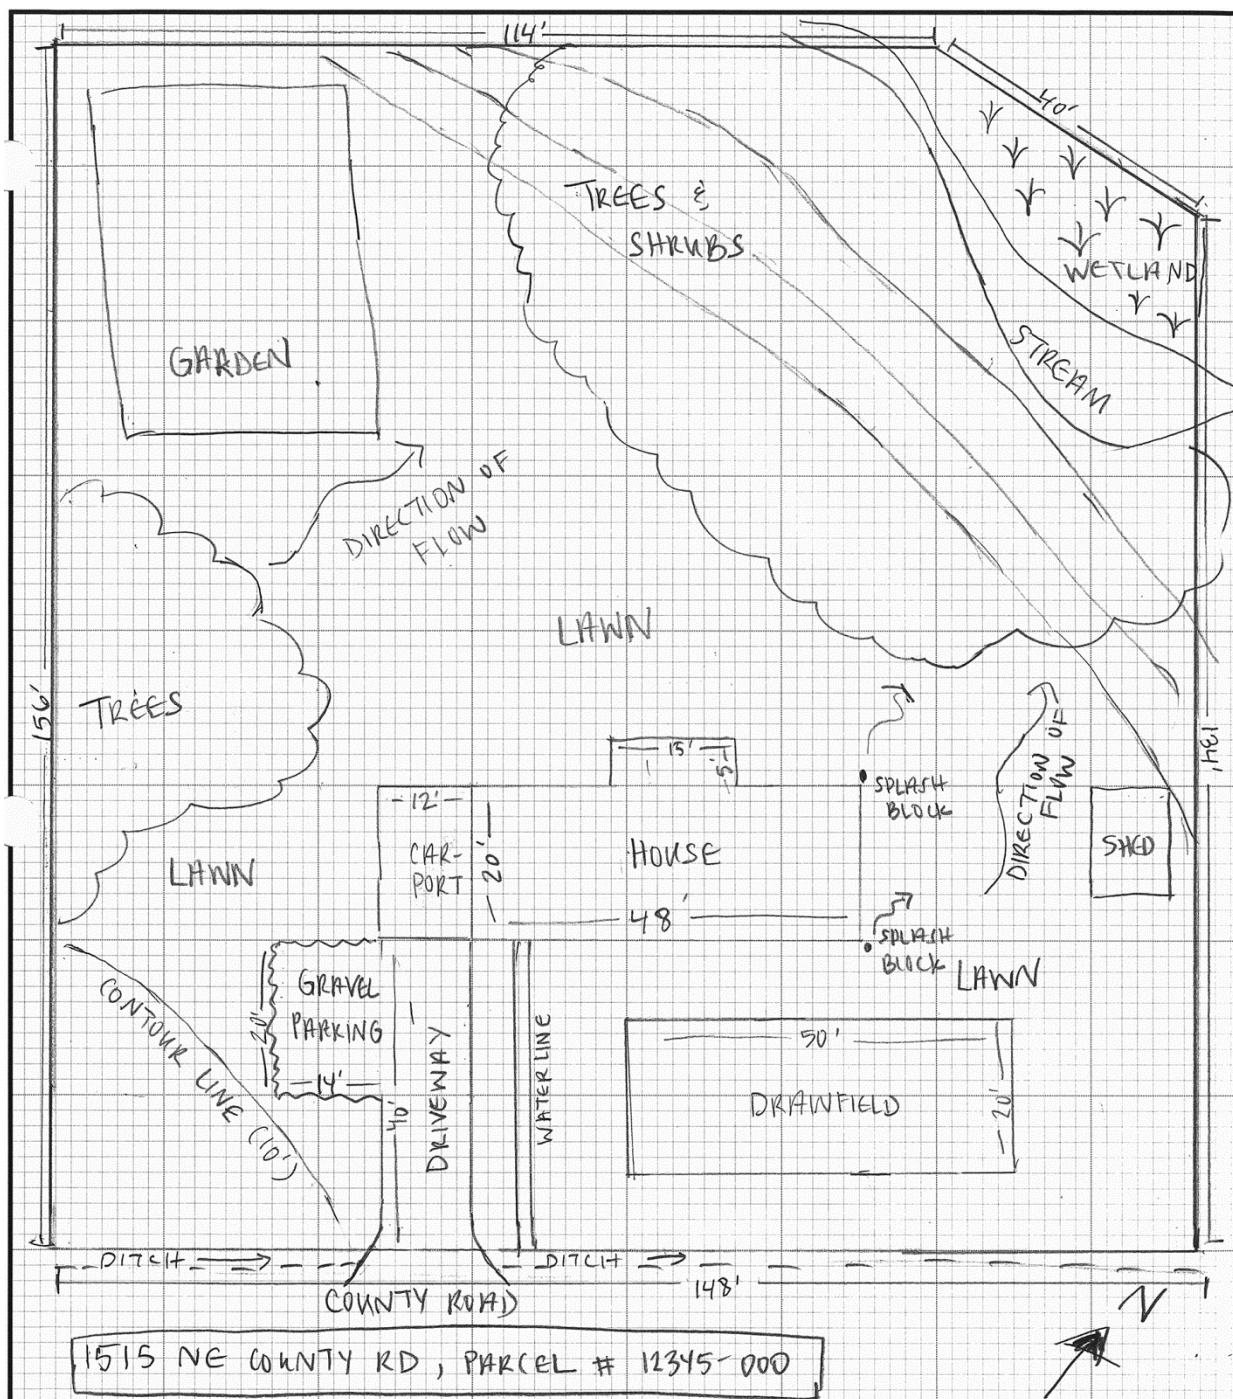 114'
40'
TREES &
SHRUBS
WETLAND
GARDEN
STREAM
DIRECTION OF
FLOW
LAWN
156'
TREES
134'
15'
5'
12'
SPLASH
BLOCK
DIRECTION OF
FLOW
CAR-
PORT
20'
HOUSE
SHED
LAWN
48'
SPLASH
BLOCK
LAWN
GRAVEL
PARKING
20'
14'
CONTOUR LINE (10')
40'
DRIVEWAY
WATER LINE
50'
DRAWFIELD
20'
DITCH
DITCH
148'
COUNTY ROAD
N
1515 NE COUNTY RD, PARCEL # 12345-000